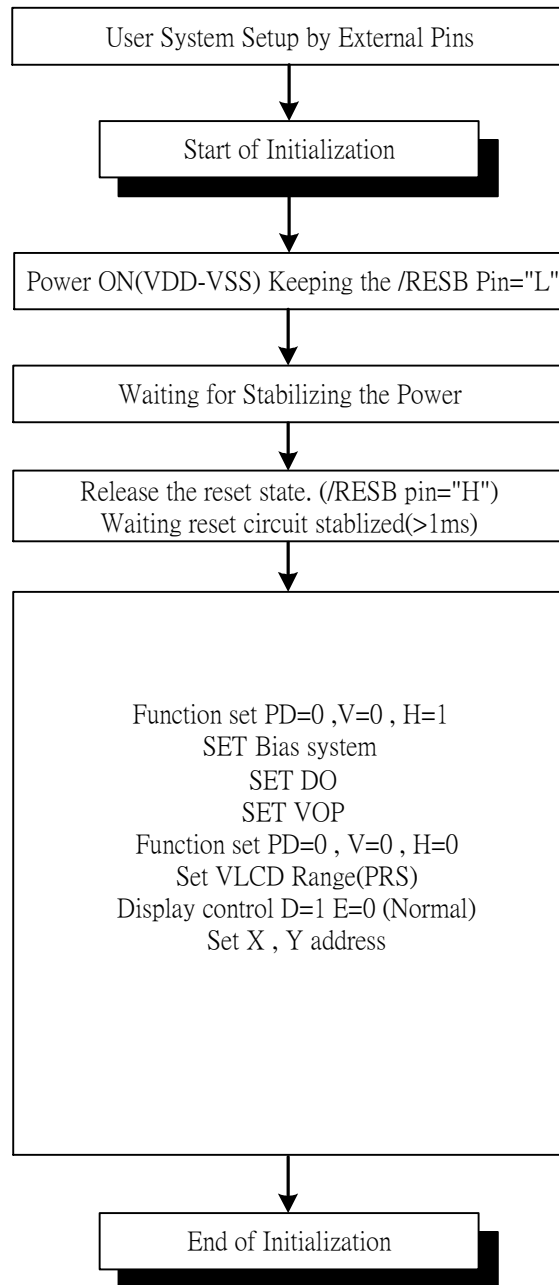 User System Setup by External Pins
Start of Initialization
Power ON(VDD-VSS) Keeping the /RESB Pin="L"
Waiting for Stabilizing the Power
Release the reset state. (/RESB pin="H")
Waiting reset circuit stablized(>1ms)
Function set PD=0 ,V=0 , H=1
SET Bias system
SET DO
SET VOP
Function set PD=0 , V=0 , H=0
Set VLCD Range(PRS)
Display control D=1 E=0 (Normal)
Set X , Y address
End of Initialization